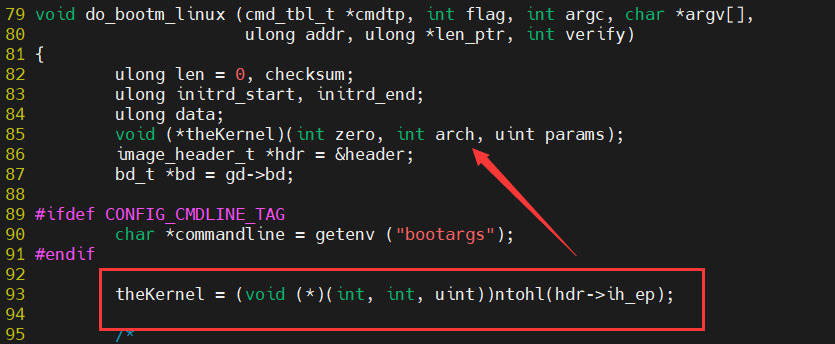 79 void do_bootm_linux (cmd_tbl_t *cmdtp, int flag, int argc, char *argv[],
80                      ulong addr, ulong *len_ptr, int verify)
81 {
82         ulong len = 0, checksum;
83         ulong initrd_start, initrd_end;
84         ulong data;
85         void (*theKernel)(int zero, int arch, uint params);
86         image_header_t *hdr = &header;
87         bd_t *bd = gd->bd;
88
89 #ifdef CONFIG_CMDLINE_TAG
90         char *commandline = getenv ("bootargs");
91 #endif
92
93         theKernel = (void (*)(int, int, uint))ntohl(hdr->ih_ep);
94
95         /*